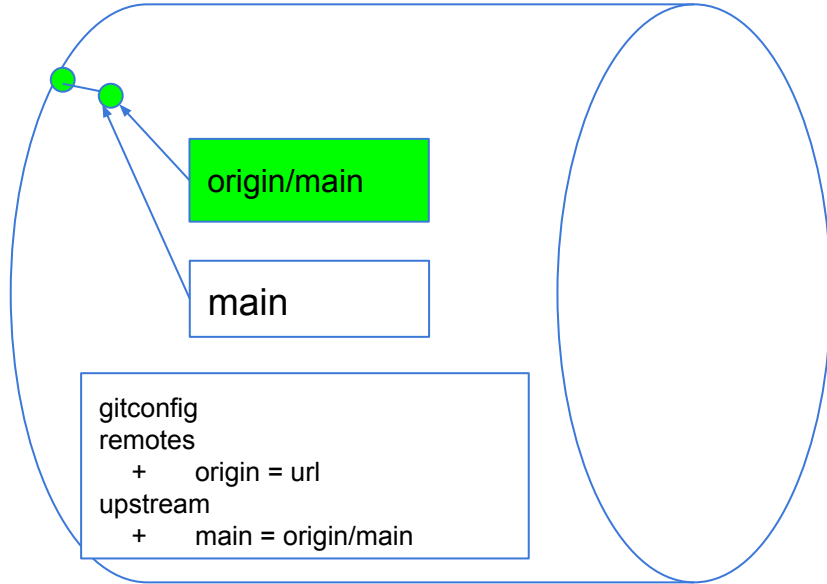 origin/main
main
gitconfig
remotes
+ origin = url
upstream
+ main = origin/main